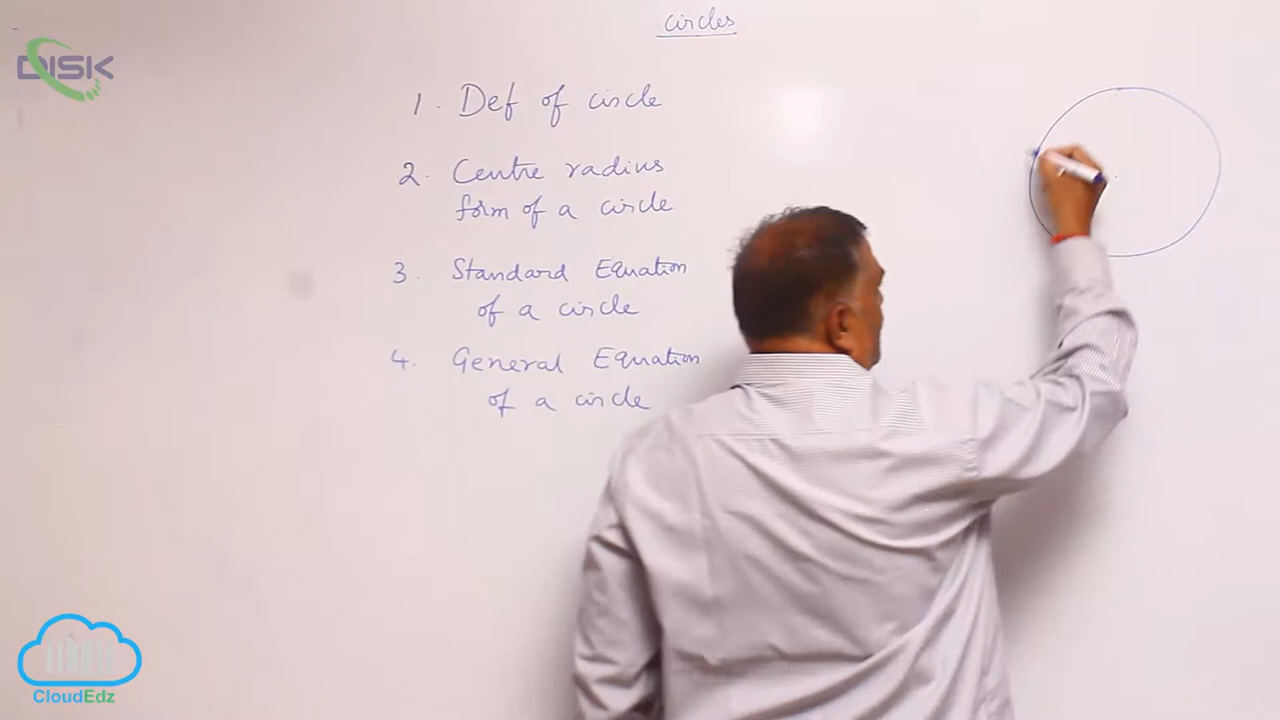 circles
DISK
1. Def of circle
2. Centre radius
form of a circle
3. Standard Equation
of a circle
4. General Equation
of a circle
CloudEdz